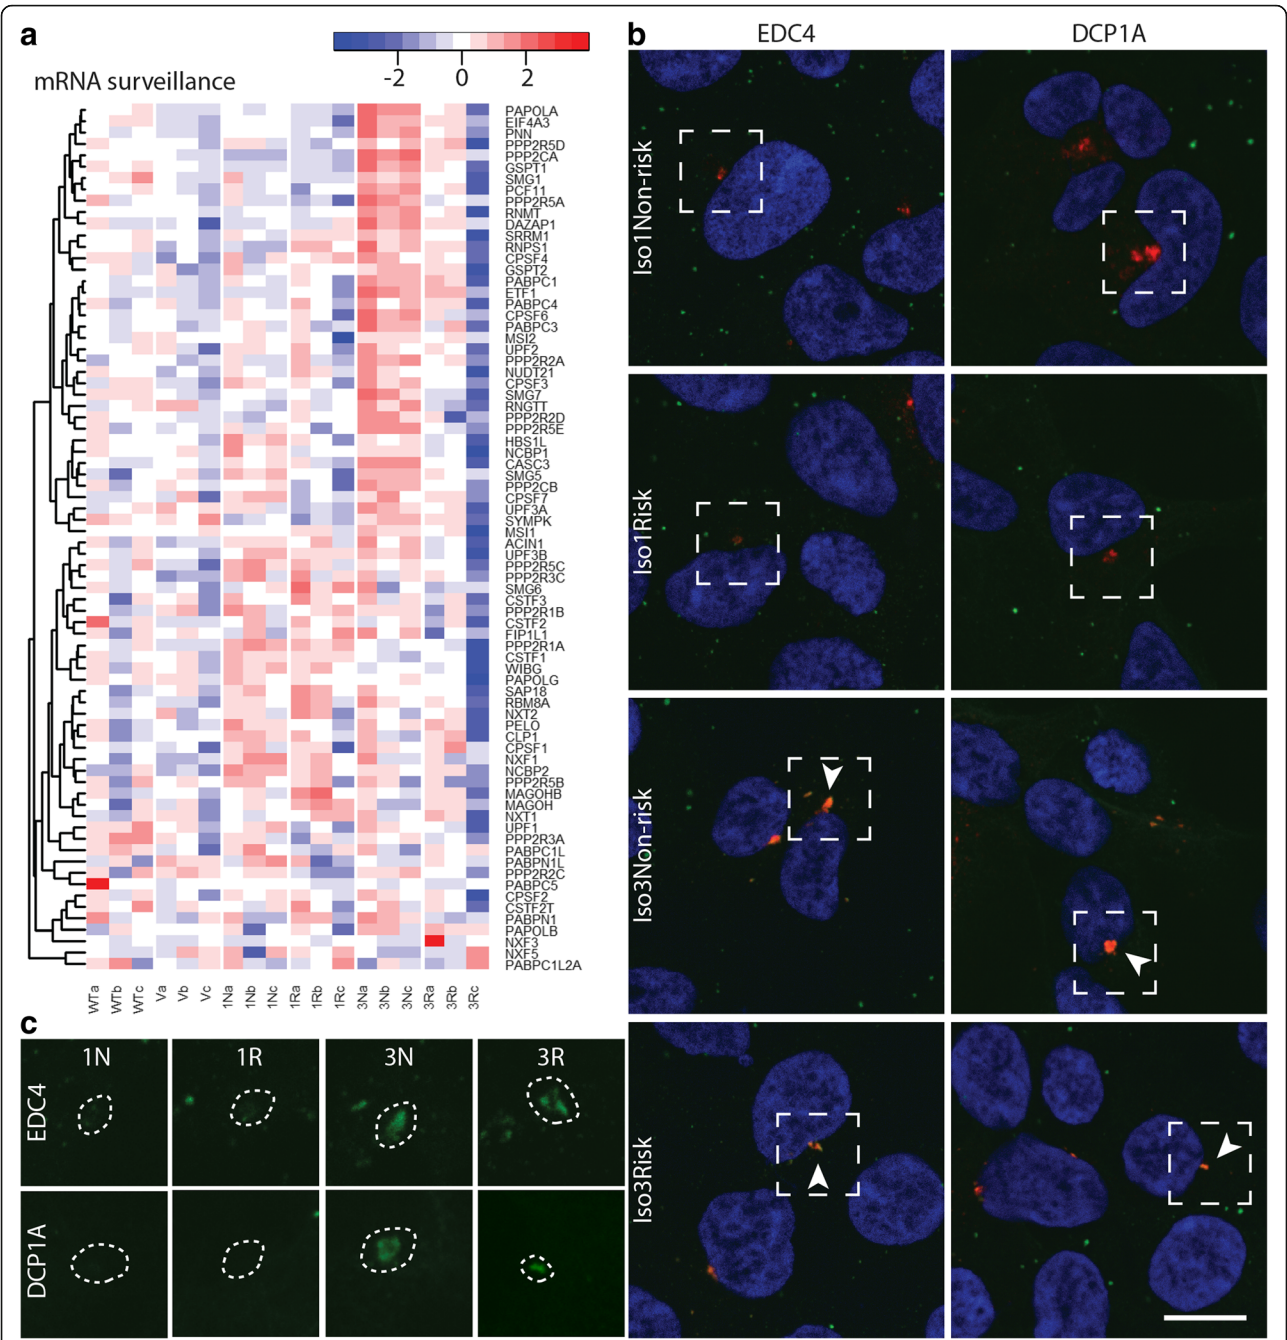 a
-2 0 2
mRNA surveillance
PAPOLA
EIF4A3
PNN
PPP2R5D
PPP2CA
GSPT1
SMG1
PCF11
PPP2R5A
RNMT
DAZAP1
SRRM1
RNPS1
CPSF4
GSPT2
PABPC1
ETF1
PABPC4
CPSF6
PABPC3
MSI2
UPF2
PPP2R2A
NUDT21
CPSF3
SMG7
RNGTT
PPP2R2D
PPP2R5E
HBS1L
NCBP1
CASC3
SMG5
PPP2CB
CPSF7
UPF3A
SYMPK
MSI1
ACIN1
UPF3B
PPP2R5C
PPP2R3C
SMG6
CSTF3
PPP2R1B
CSTF2
FIP1L1
PPP2R1A
CSTF1
WIBG
PAPOLG
SAP18
RBM8A
NXT2
PELO
CLP1
CPSF1
NXF1
NCBP2
PPP2R5B
MAGOHB
MAGOH
NXT1
UPF1
PPP2R3A
PABPC1L
PABPN1L
PPP2R2C
PABPC5
CPSF2
CSTF2T
PABPN1
PAPOLB
NXF3
NXF5
PABPC1L2A
WTa WTb WTc Va Vb Vc 1Na 1Nb 1Nc 1Ra 1Rb 1Rc 3Na 3Nb 3Nc 3Ra 3Rb 3Rc
b
EDC4 DCP1A
Iso1Non-risk
Iso1Risk
Iso3Non-risk
Iso3Risk
c
1N 1R 3N 3R
EDC4
DCP1A